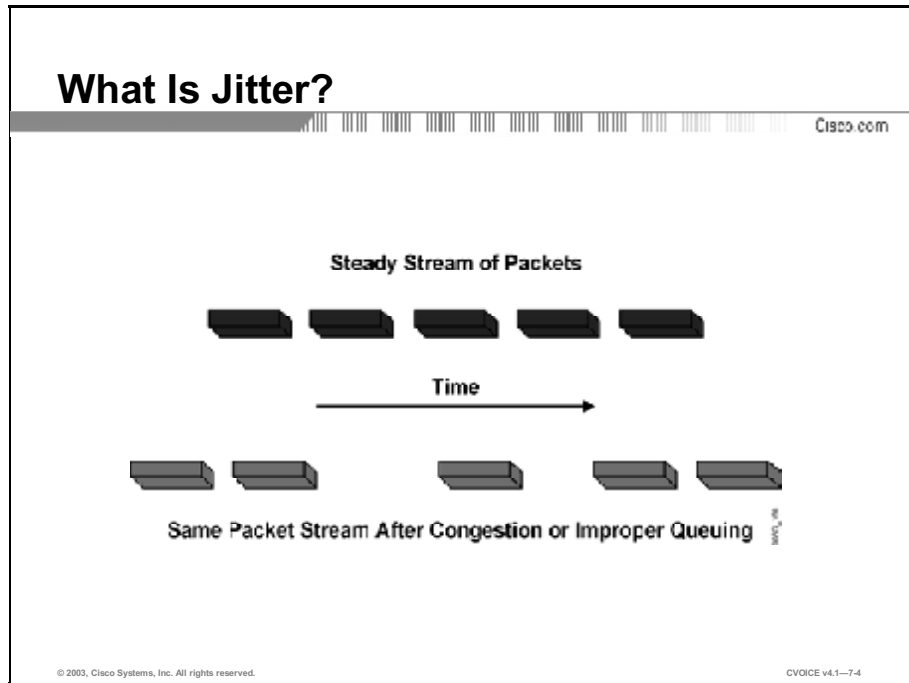 What Is Jitter?
Cisco.com
Steady Stream of Packets
Time
Same Packet Stream After Congestion or Improper Queuing
© 2003, Cisco Systems, Inc. All rights reserved.
CVOICE v4.1—7-4